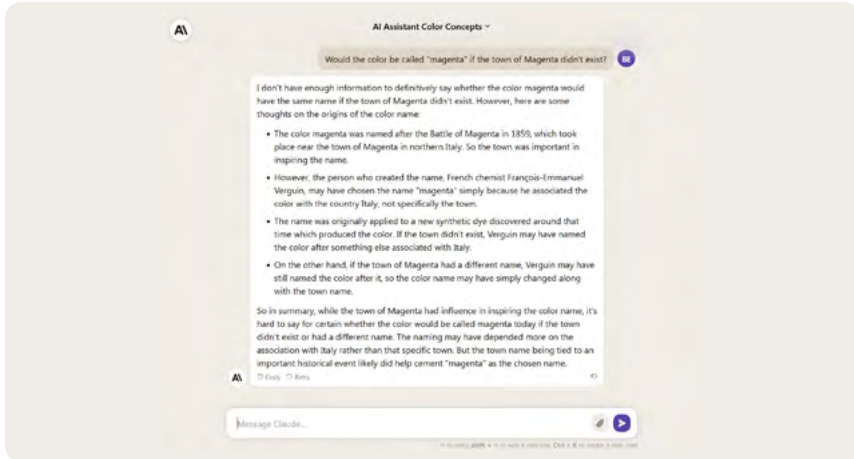 AI Assistant Color Concepts
Would the color be called "magenta" if the town of Magenta didn't exist?
BE
I don't have enough information to definitively say whether the color magenta would
have the same name if the town of Magenta didn't exist. However, here are some
thoughts on the origins of the color name:
• The color magenta was named after the Battle of Magenta in 1859, which took
place near the town of Magenta in northern Italy. So the town was important in
inspiring the name.
• However, the person who created the name, French chemist François-Emmanuel
Verguin, may have chosen the name "magenta" simply because he associated the
color with the country Italy, not specifically the town.
• The name was originally applied to a new synthetic dye discovered around that
time which produced the color. If the town didn't exist, Verguin may have named
the color after something else associated with Italy.
• On the other hand, if the town of Magenta had a different name, Verguin may have
still named the color after it, so the color name may have simply changed along
with the town name.
So in summary, while the town of Magenta had influence in inspiring the color name, it's
hard to say for certain whether the color would be called magenta today if the town
didn't exist or had a different name. The naming may have depended more on the
association with Italy rather than that specific town. But the town name being tied to an
important historical event likely did help cement "magenta" as the chosen name.
Copy Retry
Message Claude...